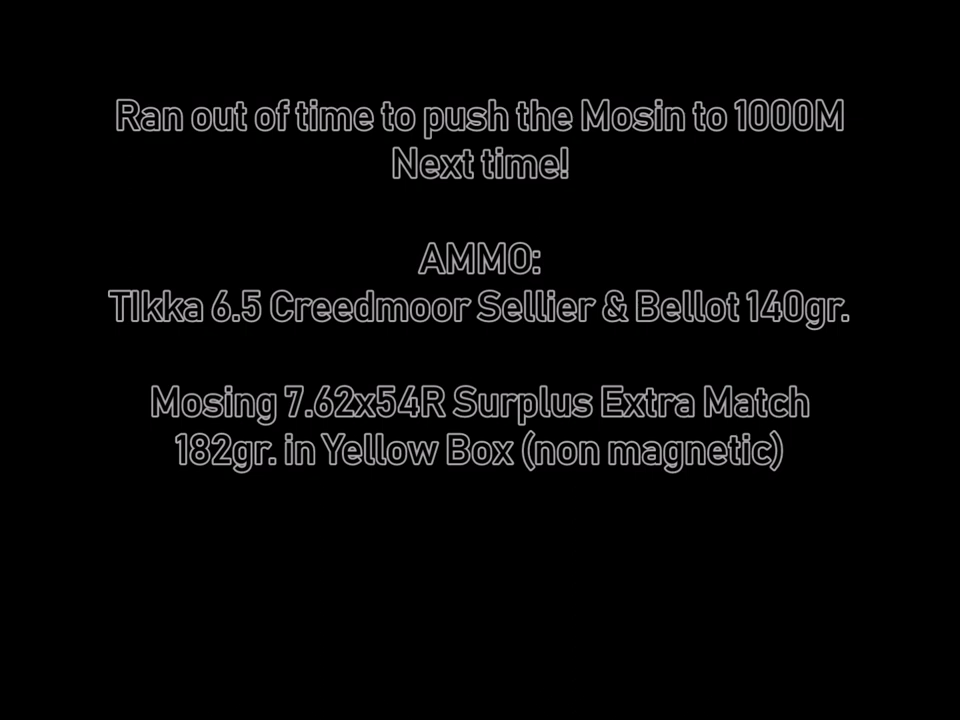 Ran out of time to push the Mosin to 1000M
Next time!
AMMO:
TIkka 6.5 Creedmoor Sellier & Bellot 140gr.
Mosing 7.62x54R Surplus Extra Match
182gr. in Yellow Box (non magnetic)